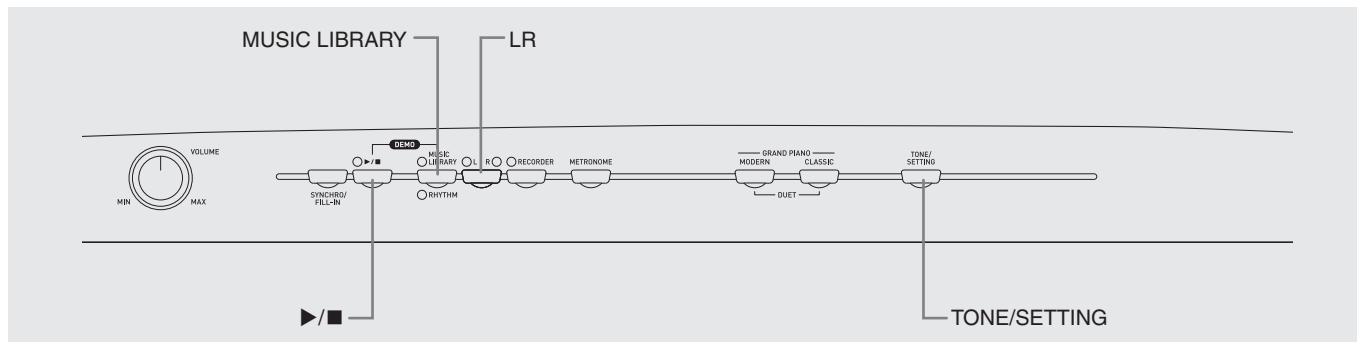 MUSIC LIBRARY LR
DEMO
VOLUME
MIN MAX
▶/■
MUSIC
LIBRARY
L R
RECORDER
METRONOME
GRAND PIANO
MODERN CLASSIC
TONE/
SETTING
SYNCHRO/
FILL-IN
RHYTHM
DUET
▶/■
TONE/SETTING